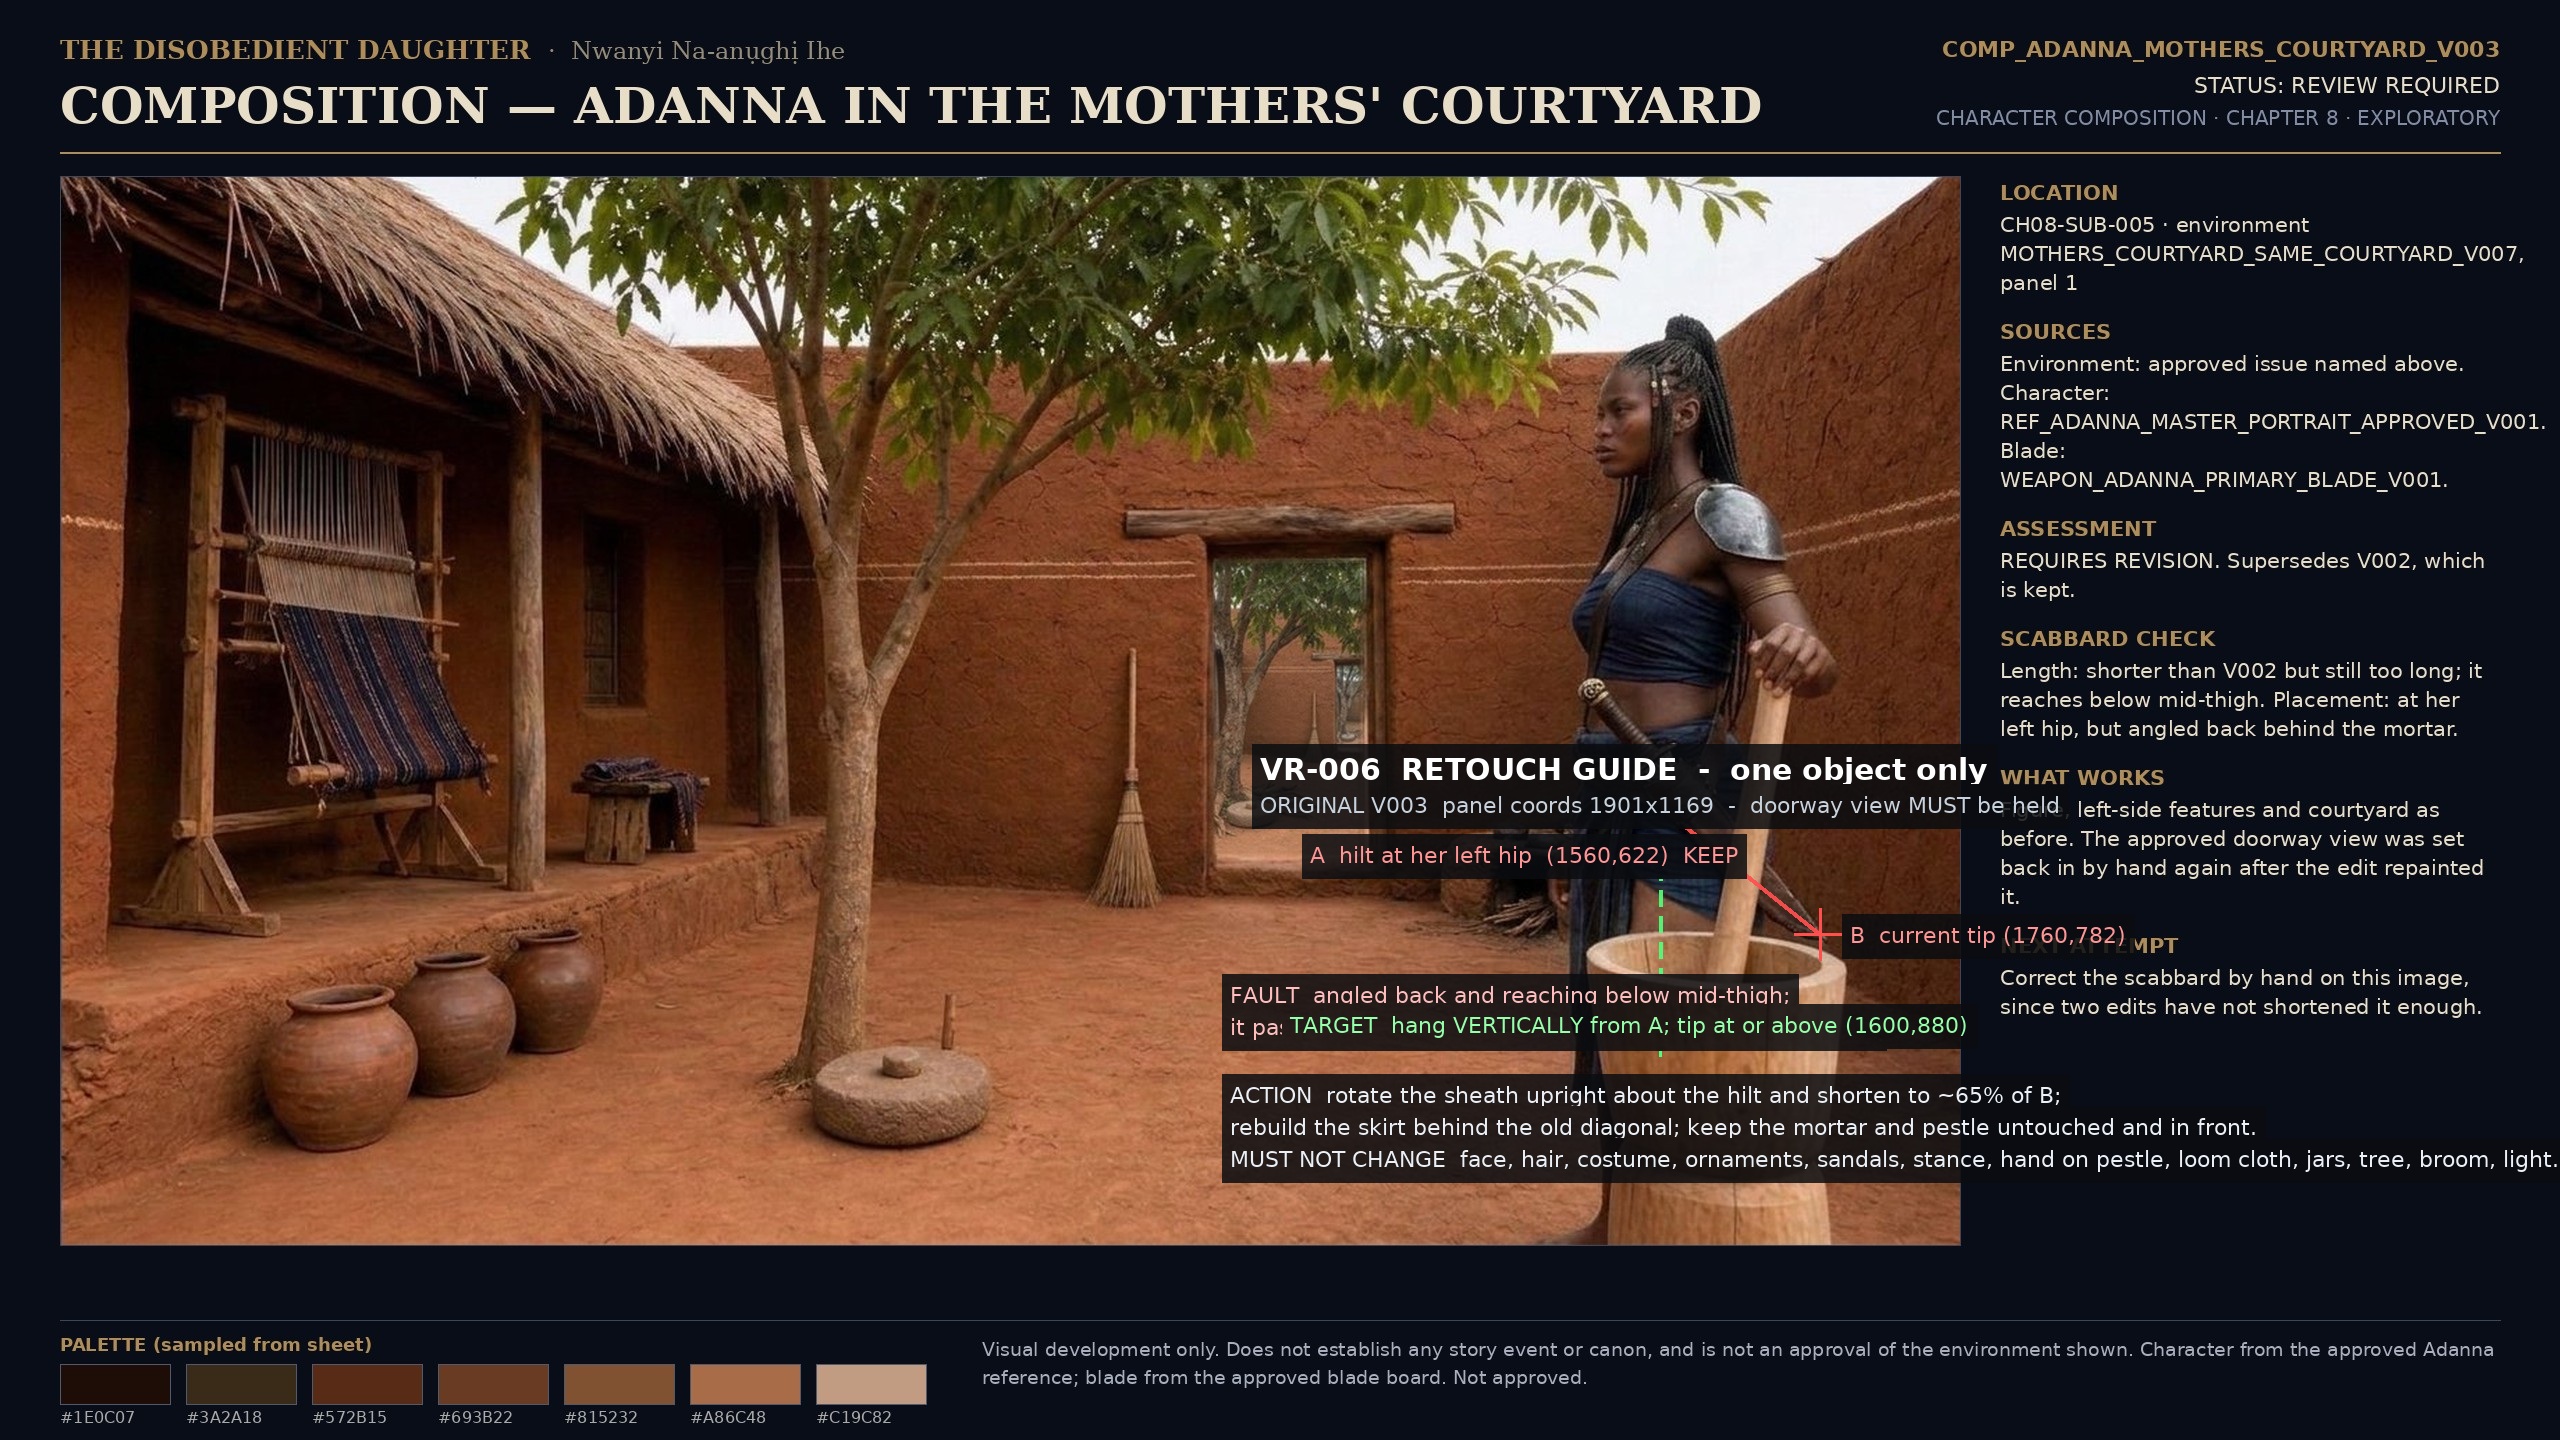 THE DISOBEDIENT DAUGHTER · Nwanyi Na-anụghị Ihe
COMPOSITION — ADANNA IN THE MOTHERS' COURTYARD
COMP_ADANNA_MOTHERS_COURTYARD_V003
STATUS: REVIEW REQUIRED
CHARACTER COMPOSITION · CHAPTER 8 · EXPLORATORY
VR-006 RETOUCH GUIDE - one object only
ORIGINAL V003 panel coords 1901x1169 - doorway view MUST be held
A hilt at her left hip (1560,622) KEEP
B current tip (1760,782)
FAULT angled back and reaching below mid-thigh;
it
TARGET hang VERTICALLY from A; tip at or above (1600,880)
ACTION rotate the sheath upright about the hilt and shorten to ~65% of B;
rebuild the skirt behind the old diagonal; keep the mortar and pestle untouched and in front.
MUST NOT CHANGE face, hair, costume, ornaments, sandals, stance, hand on pestle, loom cloth, jars, tree, broom, light.
LOCATION
CH08-SUB-005 · environment
MOTHERS_COURTYARD_SAME_COURTYARD_V007,
panel 1
SOURCES
Environment: approved issue named above.
Character:
REF_ADANNA_MASTER_PORTRAIT_APPROVED_V001.
Blade:
WEAPON_ADANNA_PRIMARY_BLADE_V001.
ASSESSMENT
REQUIRES REVISION. Supersedes V002, which
is kept.
SCABBARD CHECK
Length: shorter than V002 but still too long; it
reaches below mid-thigh. Placement: at her
left hip, but angled back behind the mortar.
WHAT WORKS
Figure, left-side features and courtyard as
before. The approved doorway view was set
back in by hand again after the edit repainted
it.
NEXT ATTEMPT
Correct the scabbard by hand on this image,
since two edits have not shortened it enough.
PALETTE (sampled from sheet)
#1E0C07 #3A2A18 #572B15 #693B22 #815232 #A86C48 #C19C82
Visual development only. Does not establish any story event or canon, and is not an approval of the environment shown. Character from the approved Adanna
reference; blade from the approved blade board. Not approved.